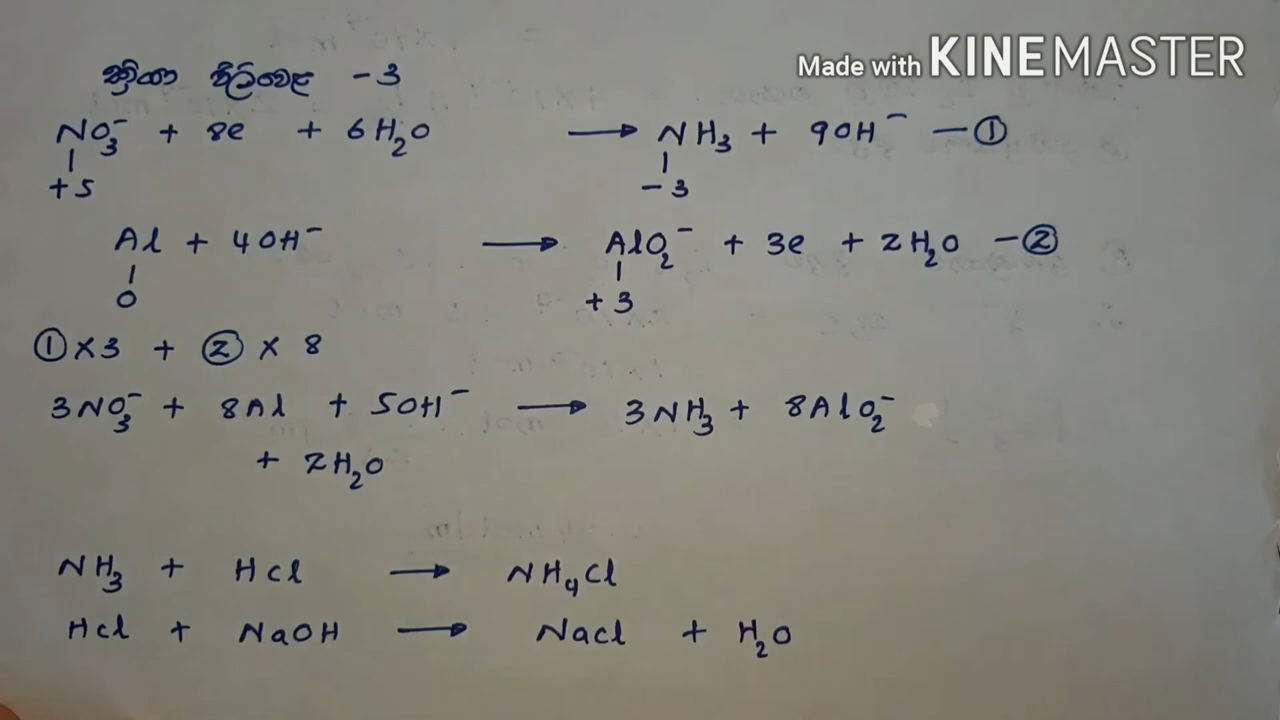 Made with KINEMASTER
ක්‍රියා පිලිවෙළ - 3
NO₃⁻ + 8e + 6H₂O ⟶ NH₃ + 9OH⁻ — ①
+5 -3
Al + 4OH⁻ ⟶ AlO₂⁻ + 3e + 2H₂O — ②
0 +3
① × 3 + ② × 8
3NO₃⁻ + 8Al + 5OH⁻ ⟶ 3NH₃ + 8AlO₂⁻
+ 2H₂O
NH₃ + HCl ⟶ NH₄Cl
HCl + NaOH ⟶ NaCl + H₂O